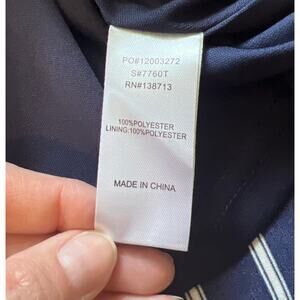 PO#12003272
S#7760T
RN#138713
100%POLYESTER
LINING:100%POLYESTER
MADE IN CHINA